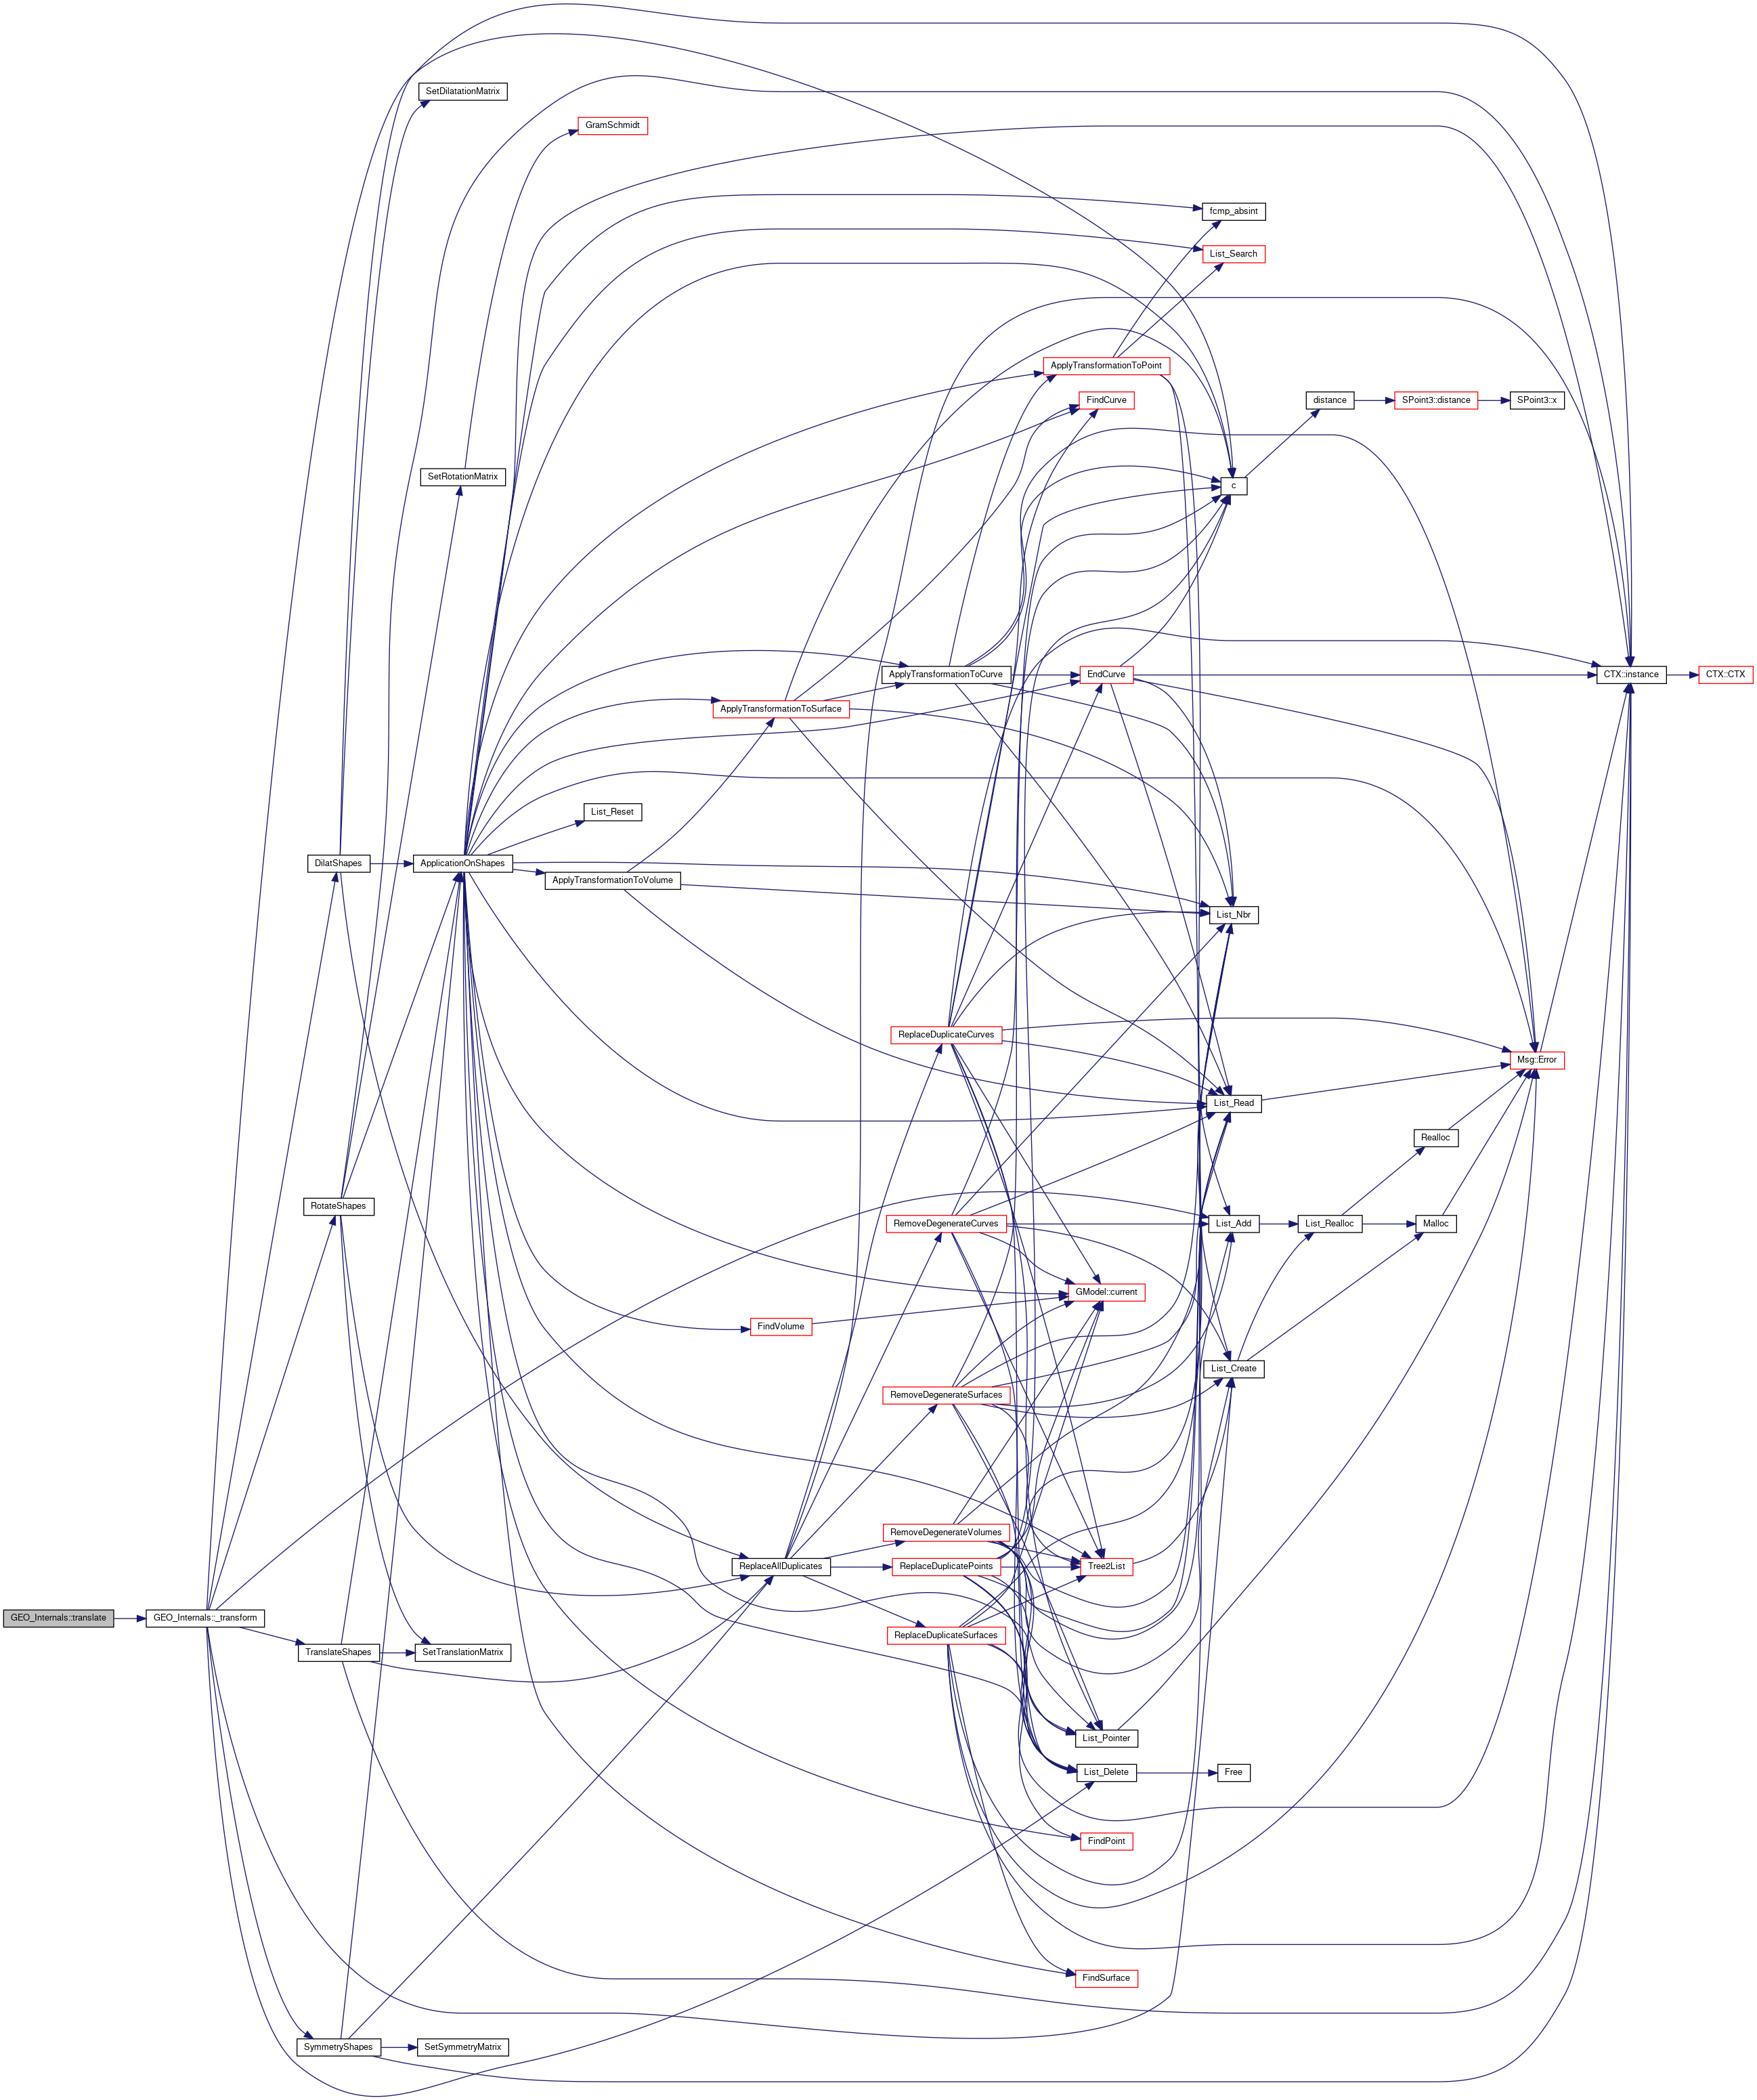 SetDilatationMatrix
GramSchmidt
fcmp_absint
List_Search
ApplyTransformationToPoint
FindCurve
distance
SPoint3::distance
SPoint3::x
SetRotationMatrix
c
ApplyTransformationToCurve
EndCurve
CTX::instance
CTX::CTX
ApplyTransformationToSurface
List_Reset
DilatShapes
ApplicationOnShapes
ApplyTransformationToVolume
List_Nbr
ReplaceDuplicateCurves
Msg::Error
List_Read
Realloc
RotateShapes
RemoveDegenerateCurves
List_Add
List_Realloc
Malloc
GModel::current
FindVolume
List_Create
RemoveDegenerateSurfaces
RemoveDegenerateVolumes
ReplaceAllDuplicates
ReplaceDuplicatePoints
Tree2List
GEO_Internals::translate
GEO_Internals::_transform
ReplaceDuplicateSurfaces
TranslateShapes
SetTranslationMatrix
List_Pointer
List_Delete
Free
FindPoint
FindSurface
SymmetryShapes
SetSymmetryMatrix